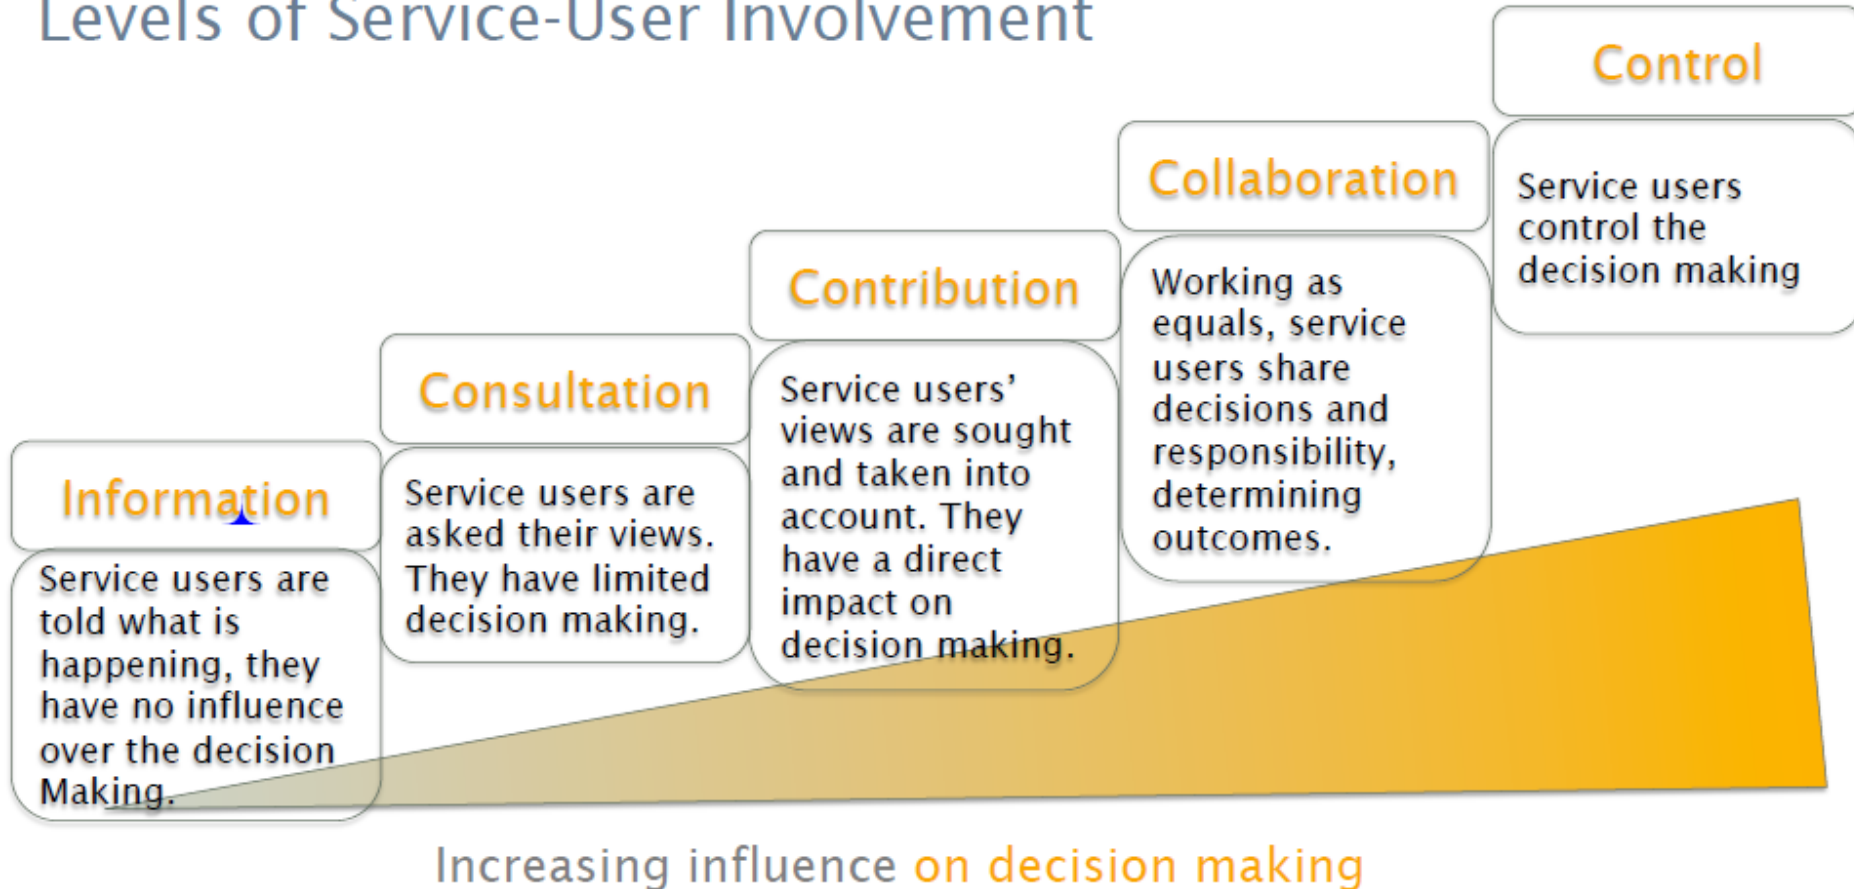 Levels of Service-User Involvement
Information
Service users are
told what is
happening, they
have no influence
over the decision
Making.
Consultation
Service users are
asked their views.
They have limited
decision making.
Contribution
Service users’
views are sought
and taken into
account. They
have a direct
impact on
decision making.
Collaboration
Working as
equals, service
users share
decisions and
responsibility,
determining
outcomes.
Control
Service users
control the
decision making
Increasing influence on decision making